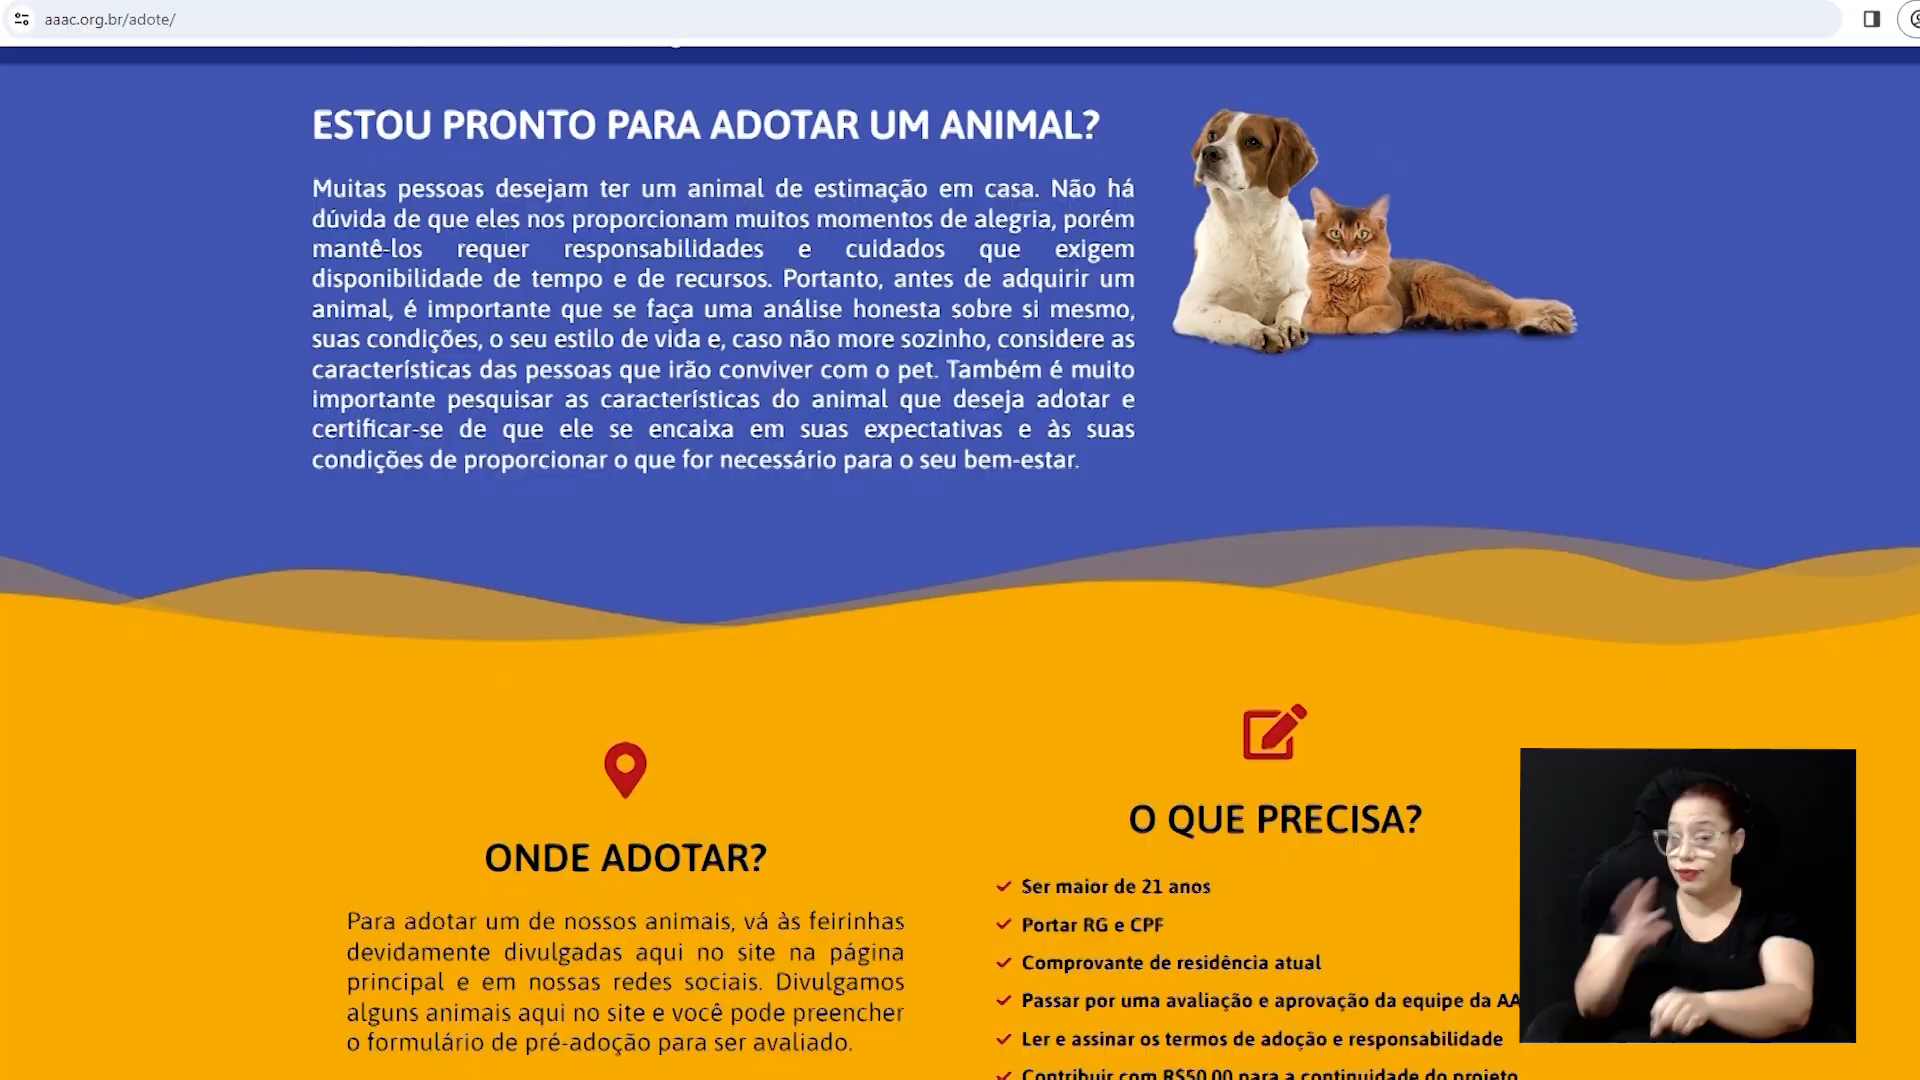 aaac.org.br/adote/
ESTOU PRONTO PARA ADOTAR UM ANIMAL?
Muitas pessoas desejam ter um animal de estimação em casa. Não há
dúvida de que eles nos proporcionam muitos momentos de alegria, porém
mantê-los requer responsabilidades e cuidados que exigem
disponibilidade de tempo e de recursos. Portanto, antes de adquirir um
animal, é importante que se faça uma análise honesta sobre si mesmo,
suas condições, o seu estilo de vida e, caso não more sozinho, considere as
características das pessoas que irão conviver com o pet. Também é muito
importante pesquisar as características do animal que deseja adotar e
certificar-se de que ele se encaixa em suas expectativas e às suas
condições de proporcionar o que for necessário para o seu bem-estar.
ONDE ADOTAR?
Para adotar um de nossos animais, vá às feirinhas
devidamente divulgadas aqui no site na página
principal e em nossas redes sociais. Divulgamos
alguns animais aqui no site e você pode preencher
o formulário de pré-adoção para ser avaliado.
O QUE PRECISA?
Ser maior de 21 anos
Portar RG e CPF
Comprovante de residência atual
Passar por uma avaliação e aprovação da equipe da
Ler e assinar os termos de adoção e responsabilidade
Contribuir com R$50,00 para a continuidade do projeto